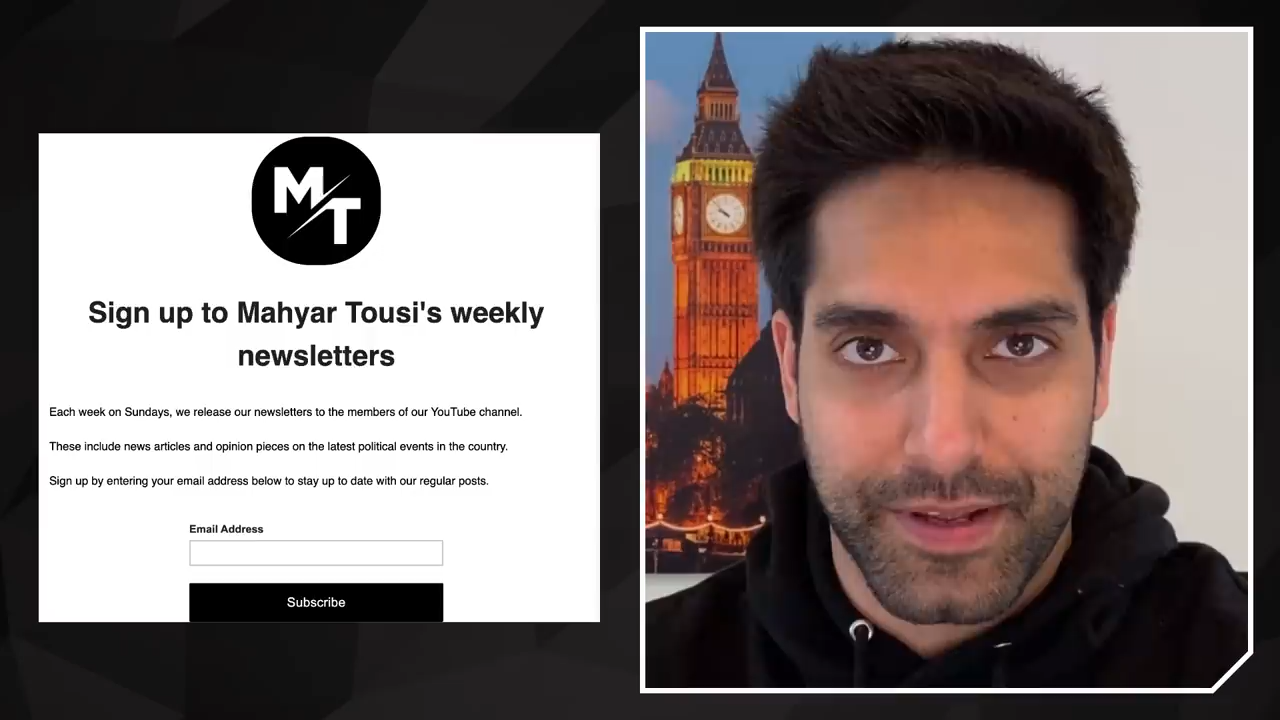 MT
Sign up to Mahyar Tousi's weekly
newsletters
Each week on Sundays, we release our newsletters to the members of our YouTube channel.
These include news articles and opinion pieces on the latest political events in the country.
Sign up by entering your email address below to stay up to date with our regular posts.
Email Address
Subscribe